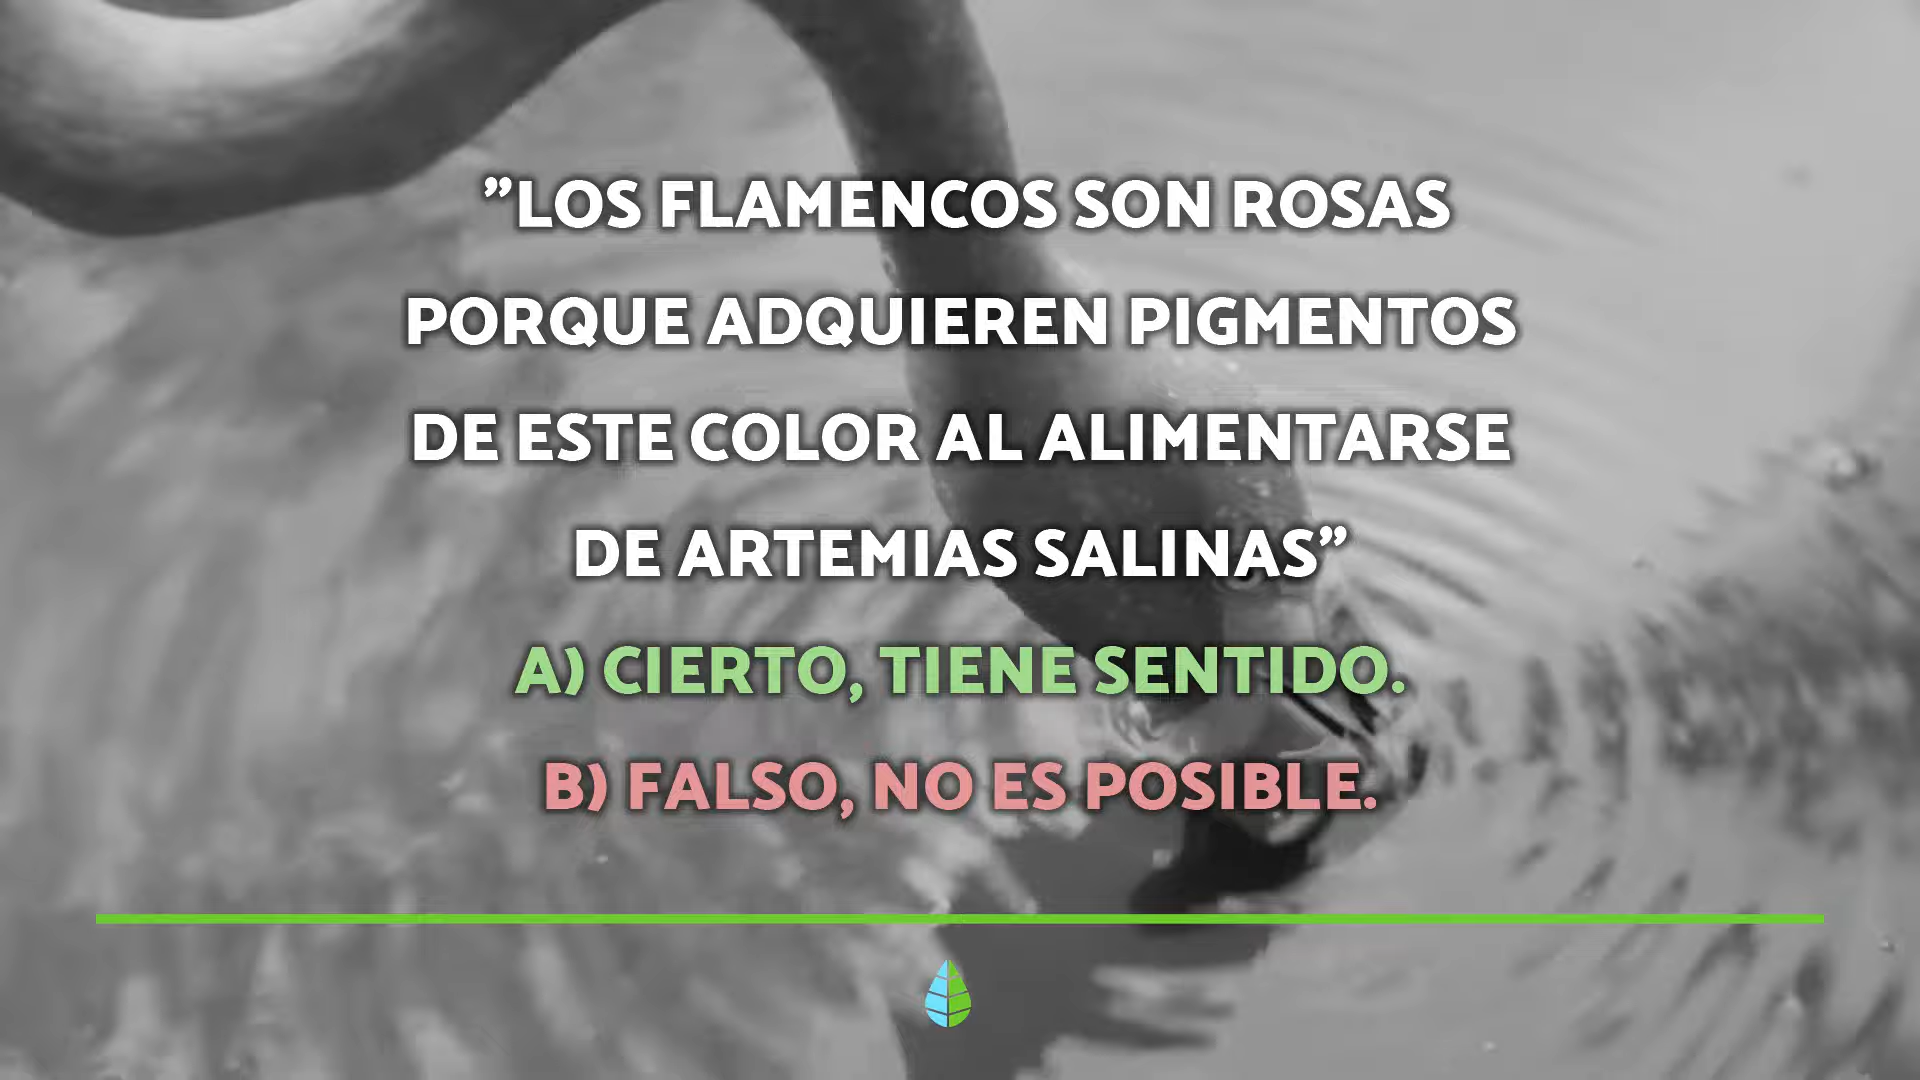 ”LOS FLAMENCOS SON ROSAS
PORQUE ADQUIEREN PIGMENTOS
DE ESTE COLOR AL ALIMENTARSE
DE ARTEMIAS SALINAS”
A) CIERTO, TIENE SENTIDO.
B) FALSO, NO ES POSIBLE.